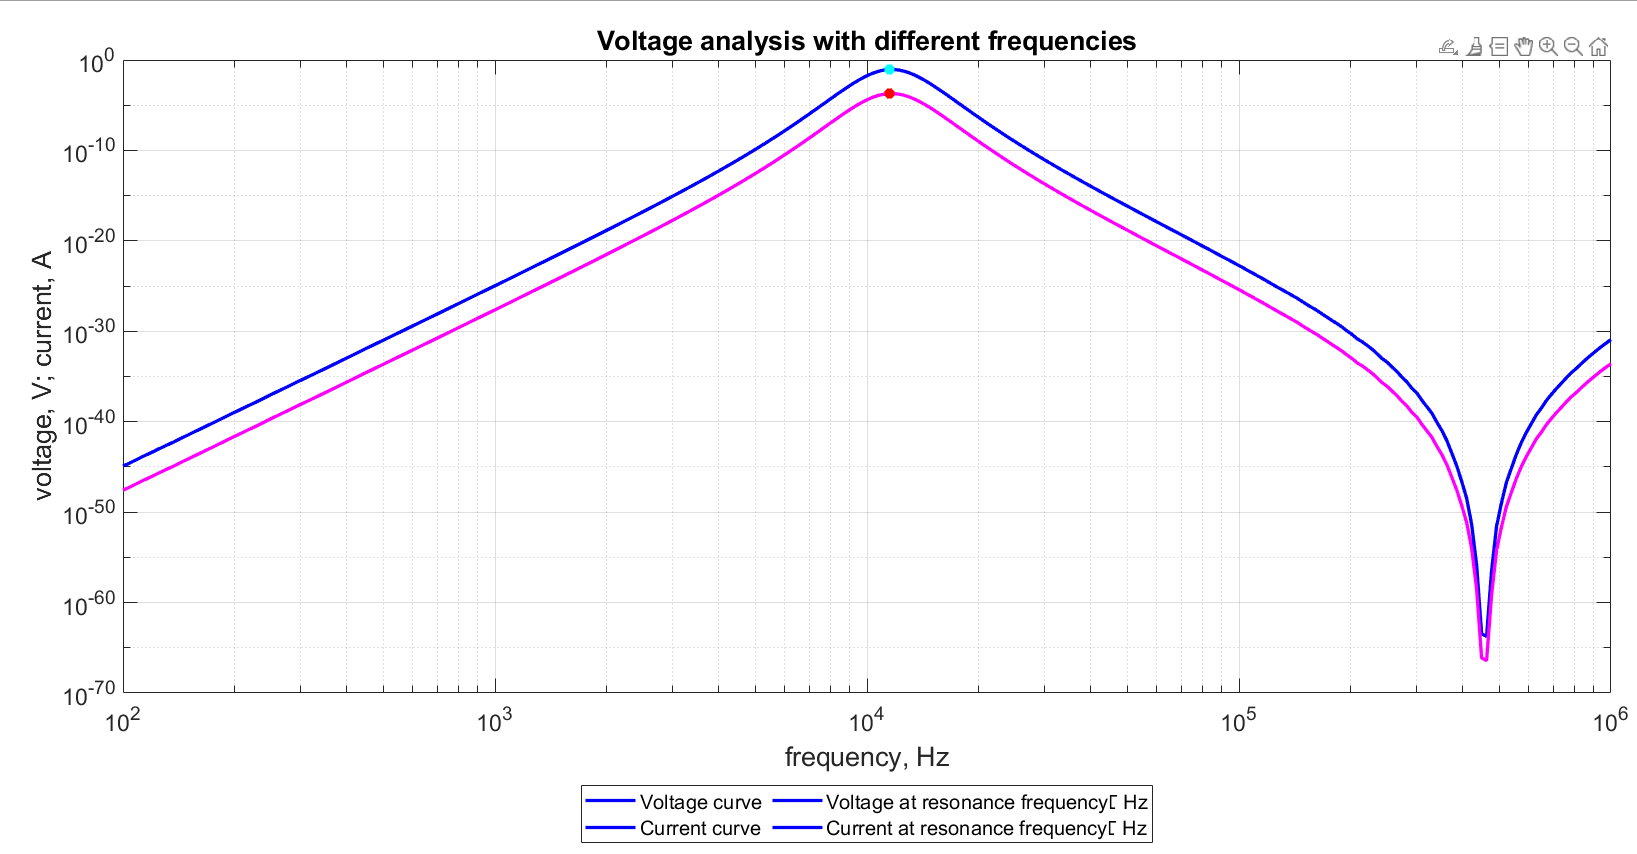 Voltage analysis with different frequencies
10^0
10^-10
10^-20
10^-30
10^-40
10^-50
10^-60
10^-70
voltage, V; current, A
10^2 10^3 10^4 10^5 10^6
frequency, Hz
Voltage curve Voltage at resonance frequency Hz
Current curve Current at resonance frequency Hz